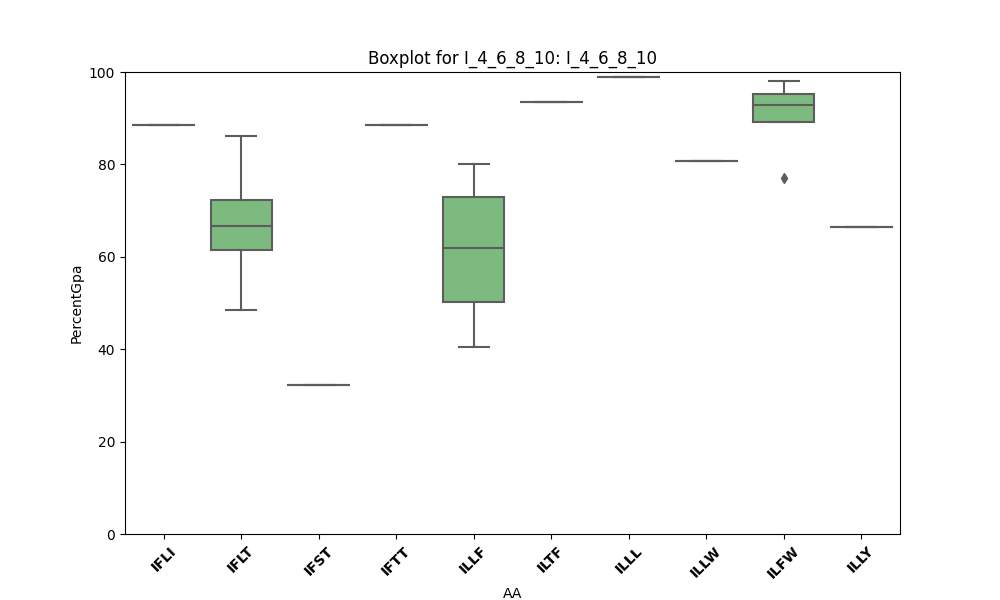 Boxplot for I_4_6_8_10: I_4_6_8_10
100
80
60
40
20
0
PercentGpa
IFLI
IFLT
IFST
IFTT
ILLF
ILTF
ILLL
ILLW
ILFW
ILLY
AA